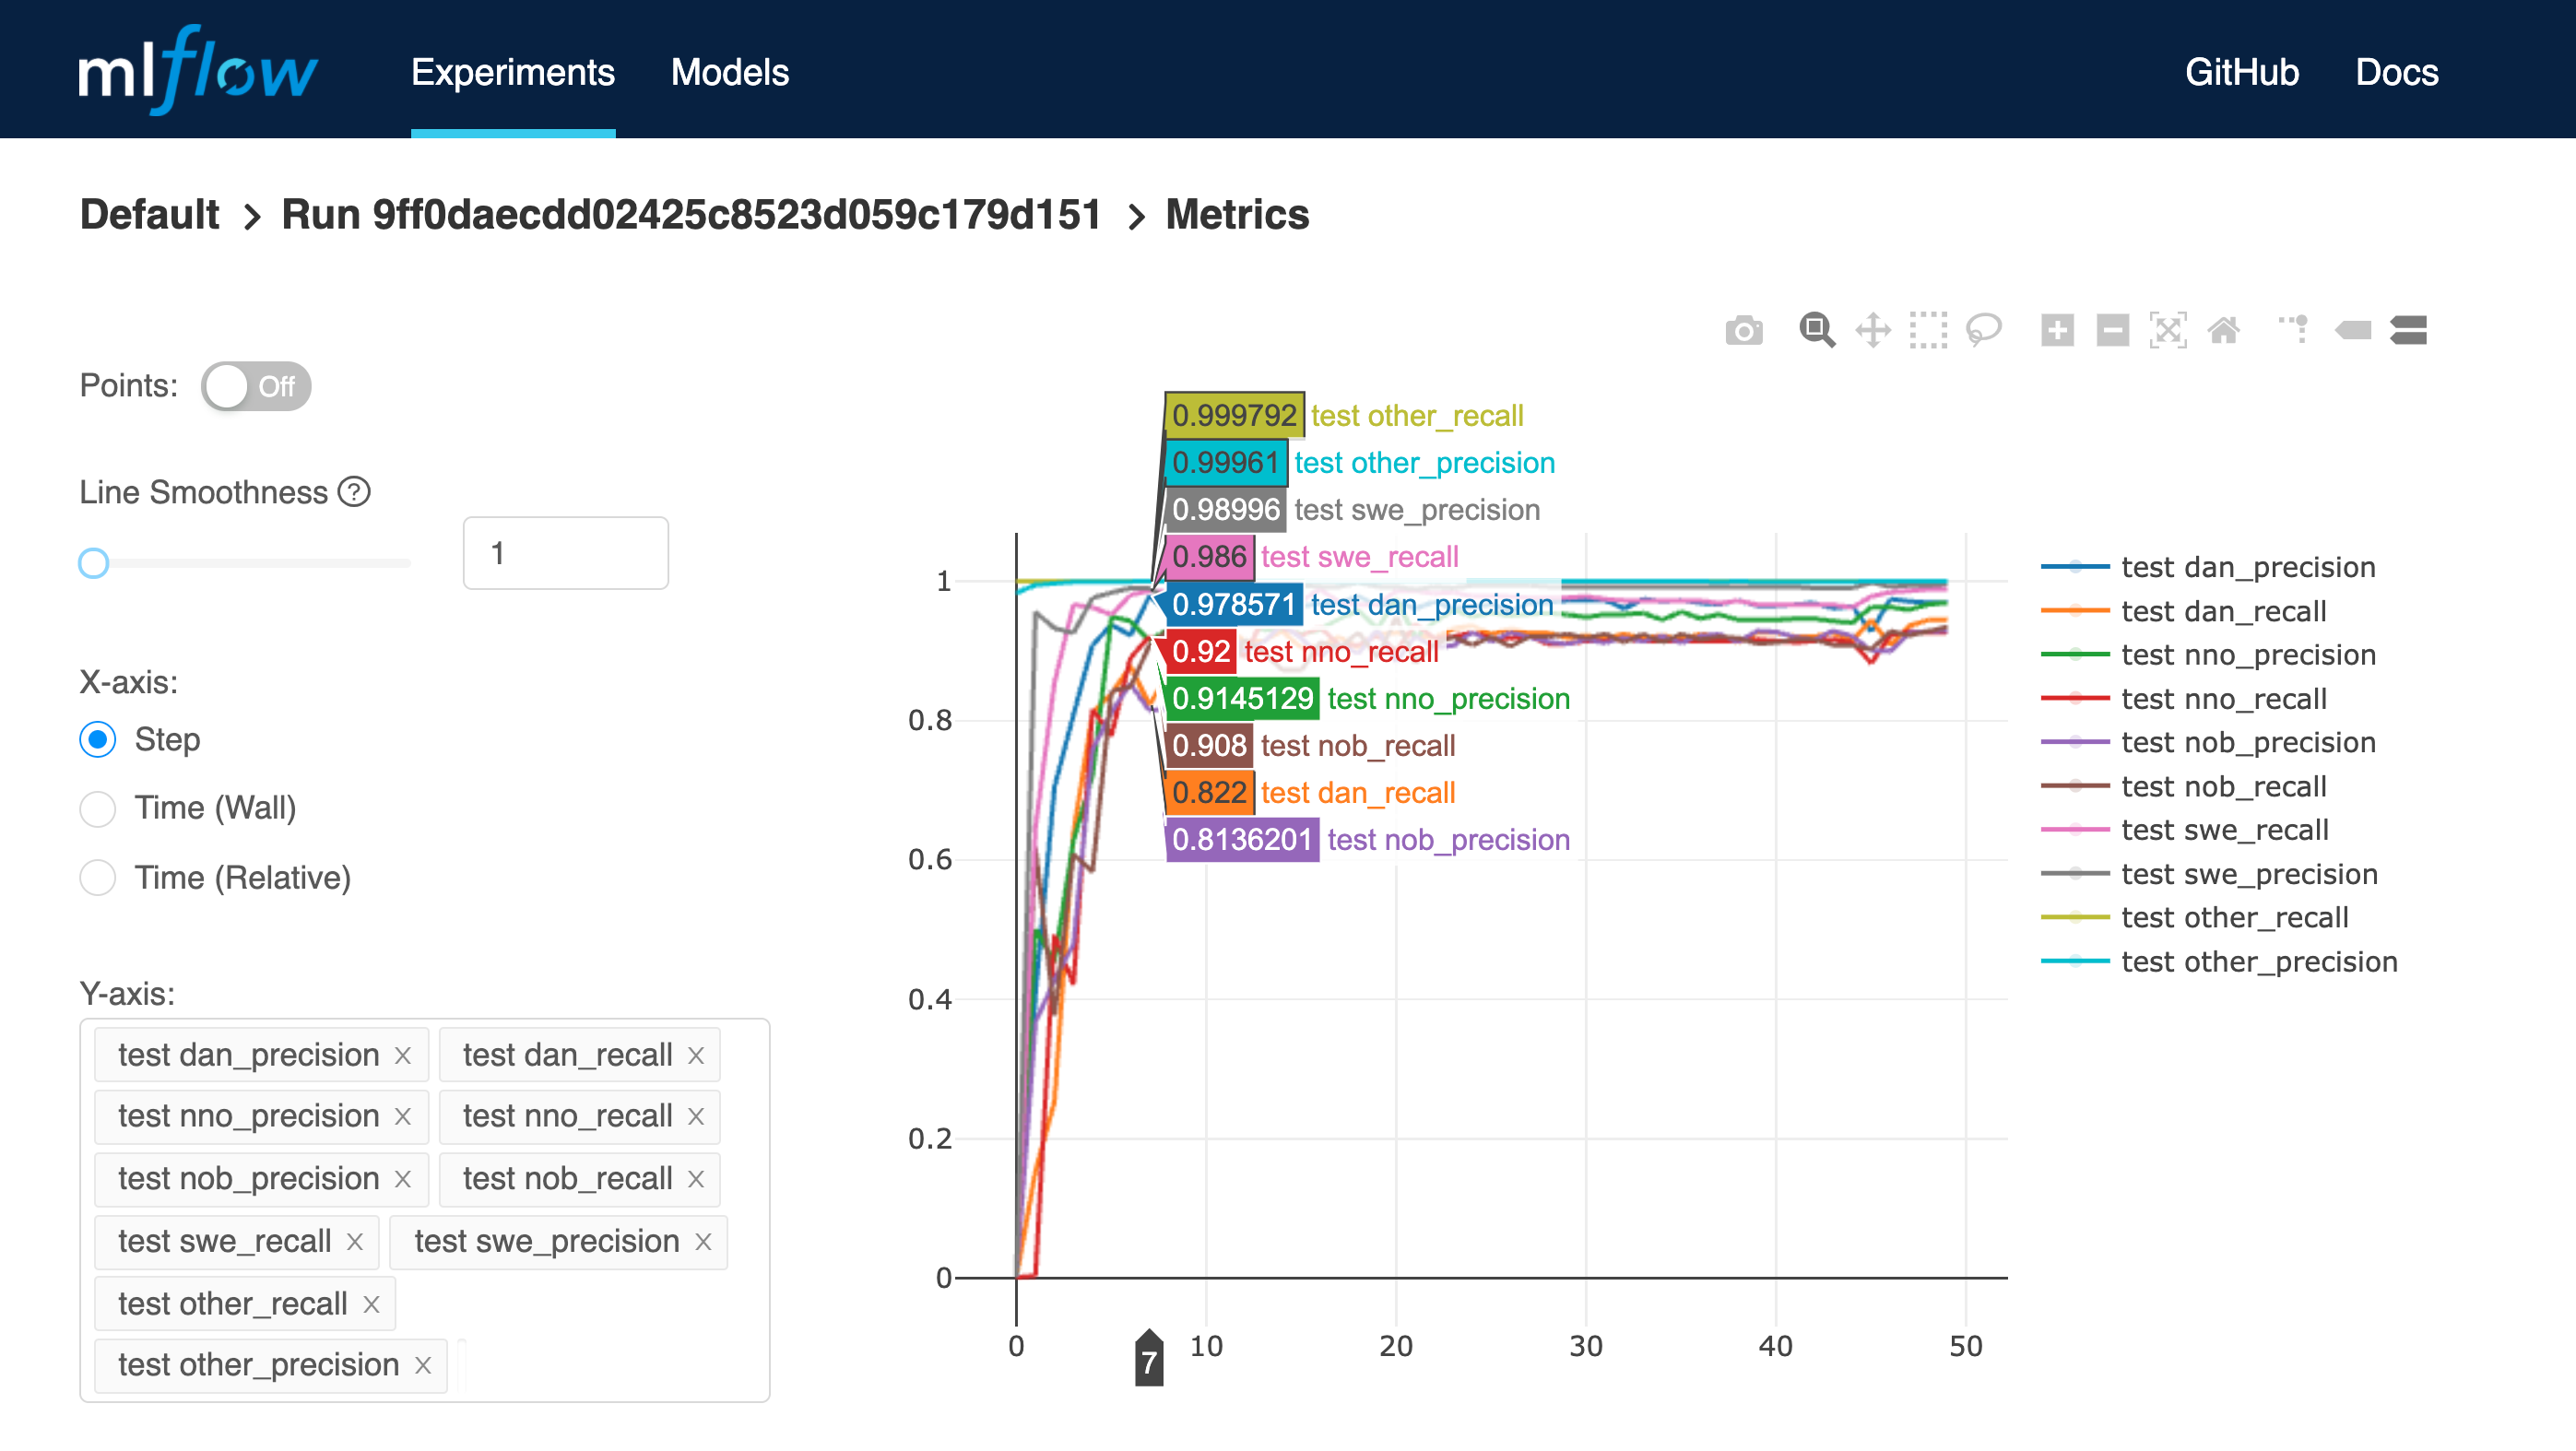 mlflow Experiments Models GitHub Docs
Default > Run 9ff0daecdd02425c8523d059c179d151 > Metrics
Points: Off
Line Smoothness ?
1
X-axis:
Step
Time (Wall)
Time (Relative)
Y-axis:
test dan_precision X test dan_recall X
test nno_precision X test nno_recall X
test nob_precision X test nob_recall X
test swe_recall X test swe_precision X
test other_recall X
test other_precision X
0.999792 test other_recall
0.99961 test other_precision
0.98996 test swe_precision
0.986 test swe_recall
0.978571 test dan_precision
0.92 test nno_recall
0.9145129 test nno_precision
0.908 test nob_recall
0.822 test dan_recall
0.8136201 test nob_precision
1
0.8
0.6
0.4
0.2
0
0 7 10 20 30 40 50
test dan_precision
test dan_recall
test nno_precision
test nno_recall
test nob_precision
test nob_recall
test swe_recall
test swe_precision
test other_recall
test other_precision